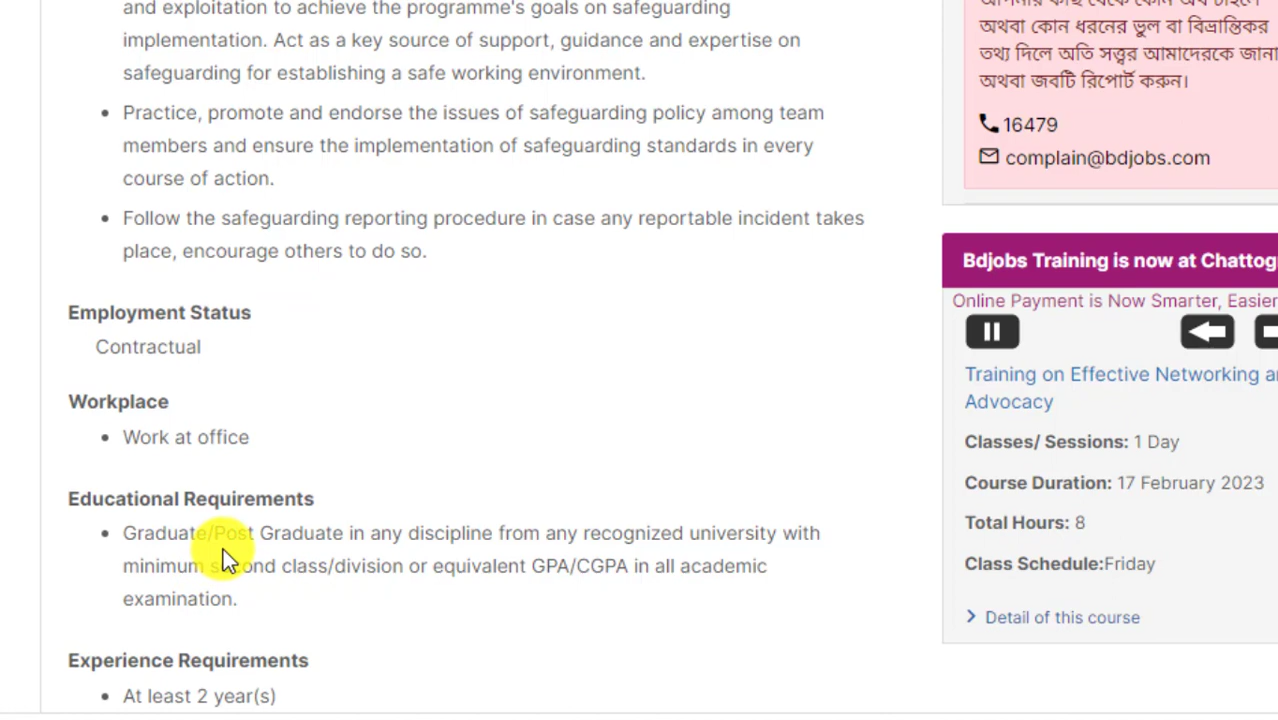 and exploitation to achieve the programme's goals on safeguarding
implementation. Act as a key source of support, guidance and expertise on
safeguarding for establishing a safe working environment.
• Practice, promote and endorse the issues of safeguarding policy among team
members and ensure the implementation of safeguarding standards in every
course of action.
• Follow the safeguarding reporting procedure in case any reportable incident takes
place, encourage others to do so.
Employment Status
Contractual
Workplace
• Work at office
Educational Requirements
• Graduate/Post Graduate in any discipline from any recognized university with
minimum second class/division or equivalent GPA/CGPA in all academic
examination.
Experience Requirements
• At least 2 year(s)
অথবা কোন ধরনের ভুল বা বিভ্রান্তিকর
তথ্য দিলে অতি সত্ত্বর আমাদেরকে জানা
অথবা জবটি রিপোর্ট করুন।
16479
complain@bdjobs.com
Bdjobs Training is now at Chattog
Online Payment is Now Smarter, Easier
Training on Effective Networking an
Advocacy
Classes/ Sessions: 1 Day
Course Duration: 17 February 2023
Total Hours: 8
Class Schedule:Friday
Detail of this course